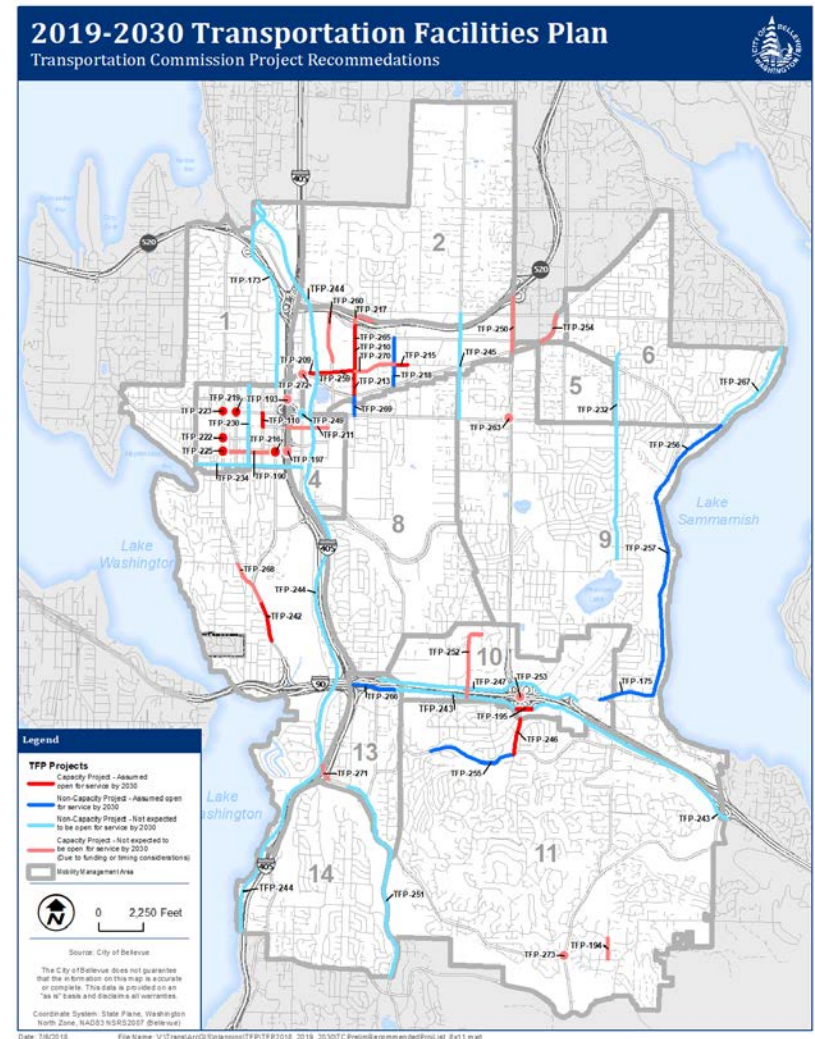 2019-2030 Transportation Facilities Plan
Transportation Commission Project Recommedations
CITY OF BELLEVUE
WASHINGTON
405
520
2
520
TFP-173
TFP-244
TFP-260
TFP-217
1
TFP-250
TFP-254
TFP-265
TFP-210
TFP-270
TFP-245
6
TFP-209
TFP-215
TFP-272
TFP-259
TFP-213
TFP-218
5
TFP-267
TFP-219
TFP-193
TFP-232
TFP-223
TFP-269
TFP-230
TFP-110
TFP-249
TFP-211
TFP-263
TFP-222
TFP-216
TFP-256
TFP-225
TFP-197
TFP-234
TFP-190
4
Lake
Sammamish
8
9
Lake
Washington
405
TFP-257
TFP-268
TFP-244
TFP-242
TFP-252
10
TFP-253
TFP-247
TFP-175
90
TFP-266
TFP-243
TFP-195
TFP-246
13
TFP-255
TFP-271
Lake
ashington
TFP-243
11
14
405
TFP-244
TFP-251
TFP-273
TFP-194
Legend
TFP Projects
Capacity Project - Assumed
open for service by 2030
Non-Capacity Project - Assumed open
for service by 2030
Non-Capacity Project - Not expected
to be open for service by 2030
Capacity Project - Not expected to
be open for service by 2030
(Due to funding or timing considerations)
Mobility Management Area
N
0 2,250 Feet
Source: City of Bellevue
The City of Bellevue does not guarantee
that the information on this map is accurate
or complete. This data is provided on an
"as is" basis and disclaims all warranties.
Coordinate System: State Plane, Washington
North Zone, NAD83 NSRS2007 (Bellevue)
Date: 7/6/2018 File Name: